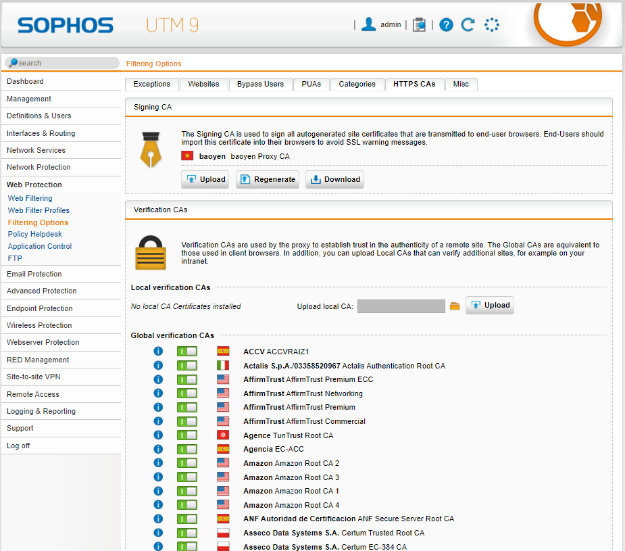 SOPHOS UTM 9 | admin | | ? 
search
Filtering Options
Dashboard
Management
Definitions & Users
Interfaces & Routing
Network Services
Network Protection
Web Protection
Web Filtering
Web Filter Profiles
Filtering Options
Policy Helpdesk
Application Control
FTP
Email Protection
Advanced Protection
Endpoint Protection
Wireless Protection
Webserver Protection
RED Management
Site-to-site VPN
Remote Access
Logging & Reporting
Support
Log off
Exceptions Websites Bypass Users PUAs Categories HTTPS CAs Misc
Signing CA
The Signing CA is used to sign all autogenerated site certificates that are transmitted to end-user browsers. End-Users should
import this certificate into their browsers to avoid SSL warning messages.
baoyen baoyen Proxy CA
Upload Regenerate Download
Verification CAs
Verification CAs are used by the proxy to establish trust in the authenticity of a remote site. The Global CAs are equivalent to
those used in client browsers. In addition, you can upload Local CAs that can verify additional sites, for example on your
intranet.
Local verification CAs
No local CA Certificates installed Upload local CA: Upload
Global verification CAs
ACCV ACCVRAIZ1
Actalis S.p.A./03358520967 Actalis Authentication Root CA
AffirmTrust AffirmTrust Premium ECC
AffirmTrust AffirmTrust Networking
AffirmTrust AffirmTrust Premium
AffirmTrust AffirmTrust Commercial
Agence TunTrust Root CA
Agencia EC-ACC
Amazon Amazon Root CA 2
Amazon Amazon Root CA 3
Amazon Amazon Root CA 1
Amazon Amazon Root CA 4
ANF Autoridad de Certificacion ANF Secure Server Root CA
Asseco Data Systems S.A. Certum Trusted Root CA
Asseco Data Systems S.A. Certum EC-384 CA